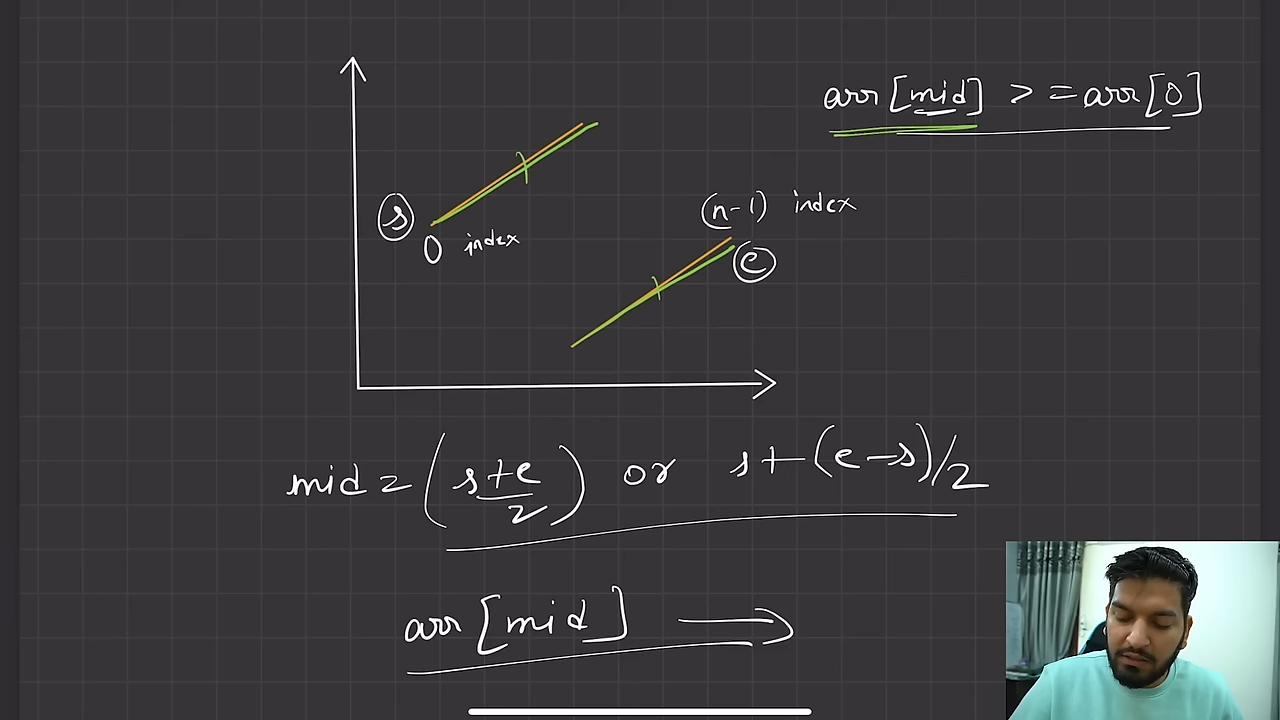 arr[mid] >=arr[0]
(n-1) index
s
0 index
e
mid = (s+e/2) or s+(e-s)/2
arr[mid]